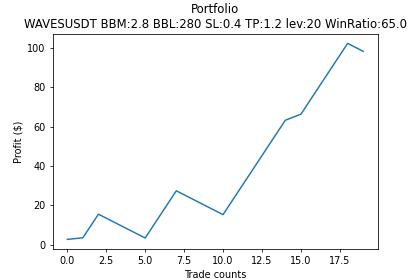 Portfolio
WAVESUSDT BBM:2.8 BBL:280 SL:0.4 TP:1.2 lev:20 WinRatio:65.0
100
80
60
40
20
0
Profit ($)
0.0 2.5 5.0 7.5 10.0 12.5 15.0 17.5
Trade counts